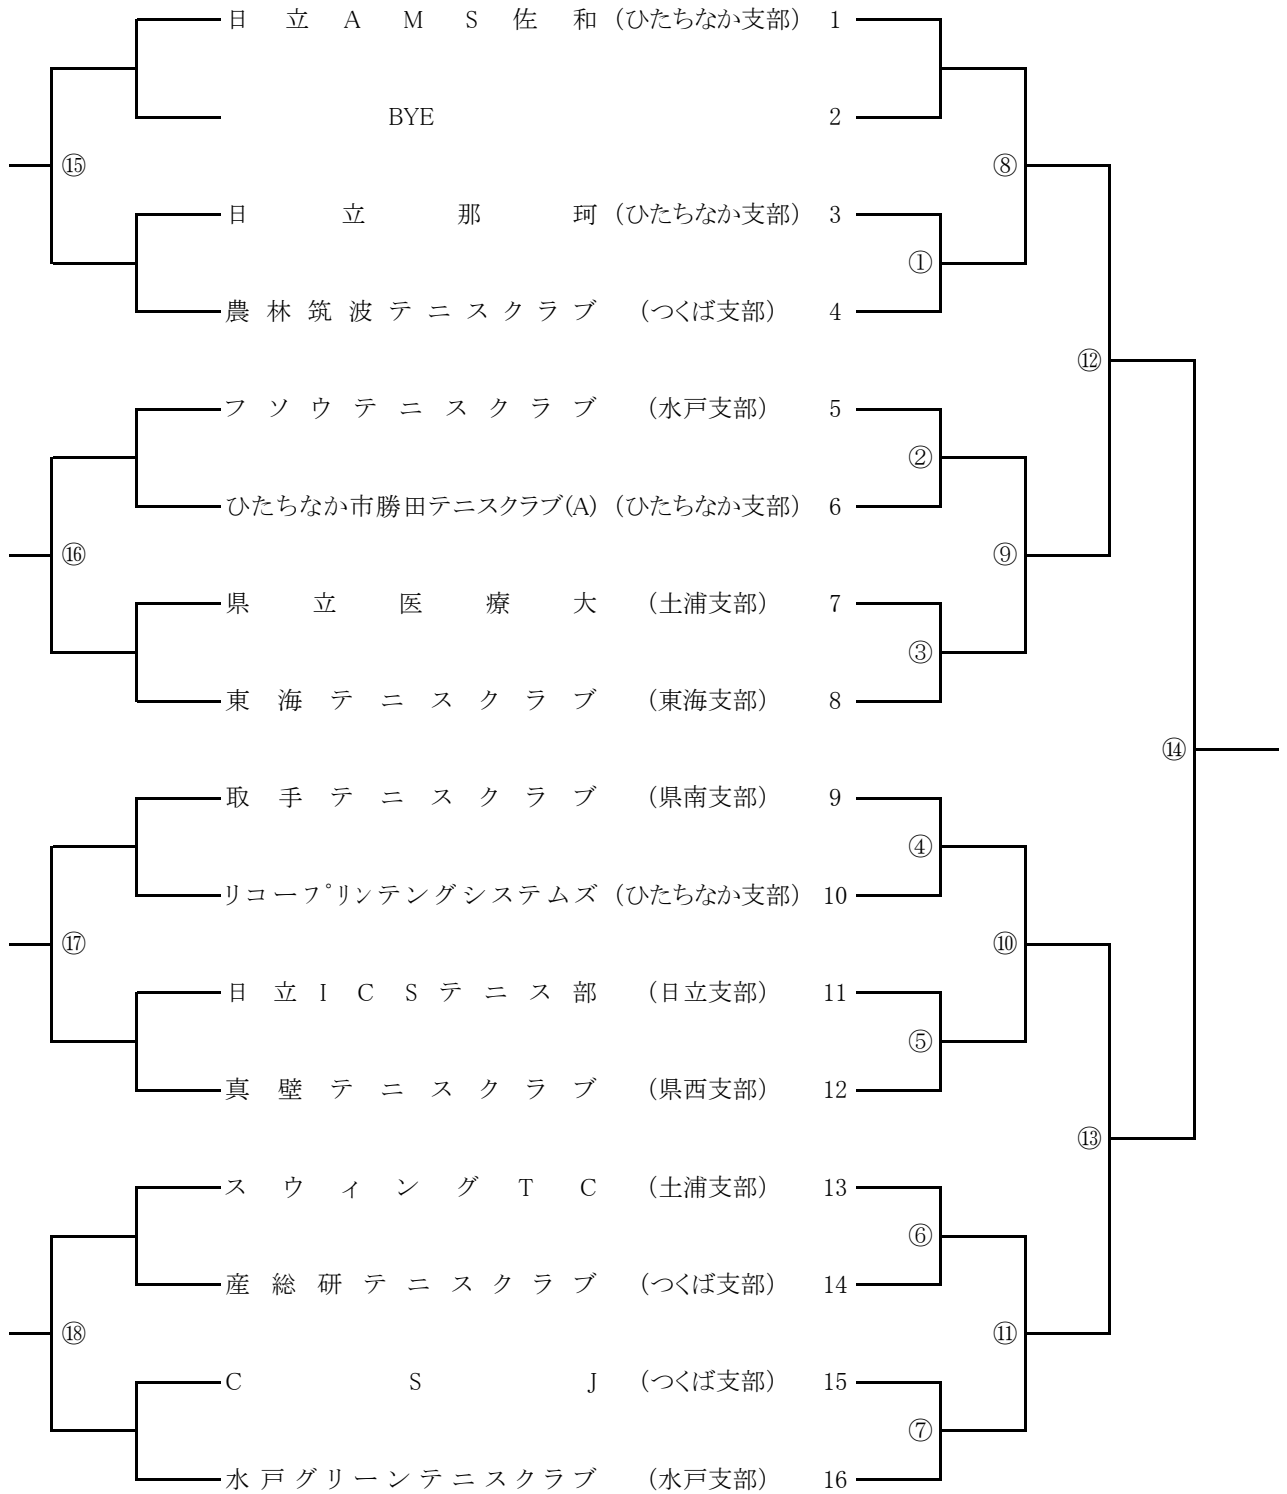 日立AMS佐和 (ひたちなか支部) 1
BYE 2
⑮ ⑧
日立那珂 (ひたちなか支部) 3
①
農林筑波テニスクラブ (つくば支部) 4
⑫
フソウテニスクラブ (水戸支部) 5
②
ひたちなか市勝田テニスクラブ(A) (ひたちなか支部) 6
⑯ ⑨
県立医療大 (土浦支部) 7
③
東海テニスクラブ (東海支部) 8
⑭
取手テニスクラブ (県南支部) 9
④
リコープリンテングシステムズ (ひたちなか支部) 10
⑰ ⑩
日立ICSテニス部 (日立支部) 11
⑤
真壁テニスクラブ (県西支部) 12
⑬
スウィングTC (土浦支部) 13
⑥
産総研テニスクラブ (つくば支部) 14
⑱ ⑪
CSJ (つくば支部) 15
⑦
水戸グリーンテニスクラブ (水戸支部) 16